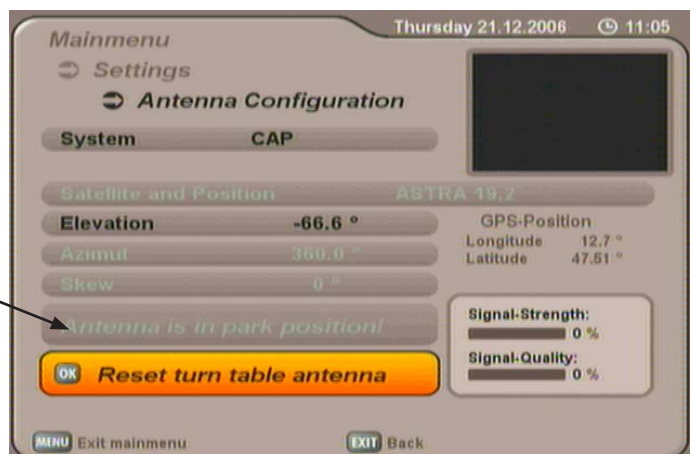 Thursday 21.12.2006 11:05
Mainmenu
Settings
Antenna Configuration
System CAP
Satellite and Position ASTRA 19,2
Elevation -66.6 °
GPS-Position
Longitude 12.7 °
Azimut 360.0 °
Latitude 47.51 °
Skew 0 °
Antenna is in park position!
Signal-Strength:
0 %
Signal-Quality:
0 %
OK Reset turn table antenna
MENU Exit mainmenu EXIT Back